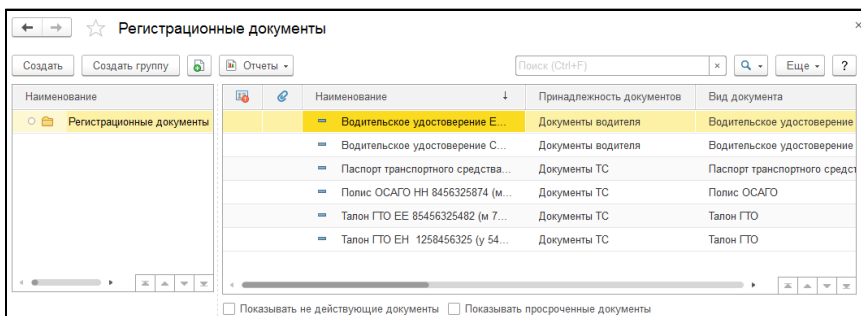 Регистрационные документы
Создать Создать группу Отчеты Поиск (Ctrl+F) × Еще ?
Наименование Наименование ↓ Принадлежность документов Вид документа
Регистрационные документы Водительское удостоверение Е... Документы водителя Водительское удостоверение
Водительское удостоверение С... Документы водителя Водительское удостоверение
Паспорт транспортного средства... Документы ТС Паспорт транспортного средст
Полис ОСАГО НН 8456325874 (м... Документы ТС Полис ОСАГО
Талон ГТО ЕЕ 85456325482 (м 7... Документы ТС Талон ГТО
Талон ГТО ЕН 1258456325 (у 54... Документы ТС Талон ГТО
Показывать не действующие документы Показывать просроченные документы